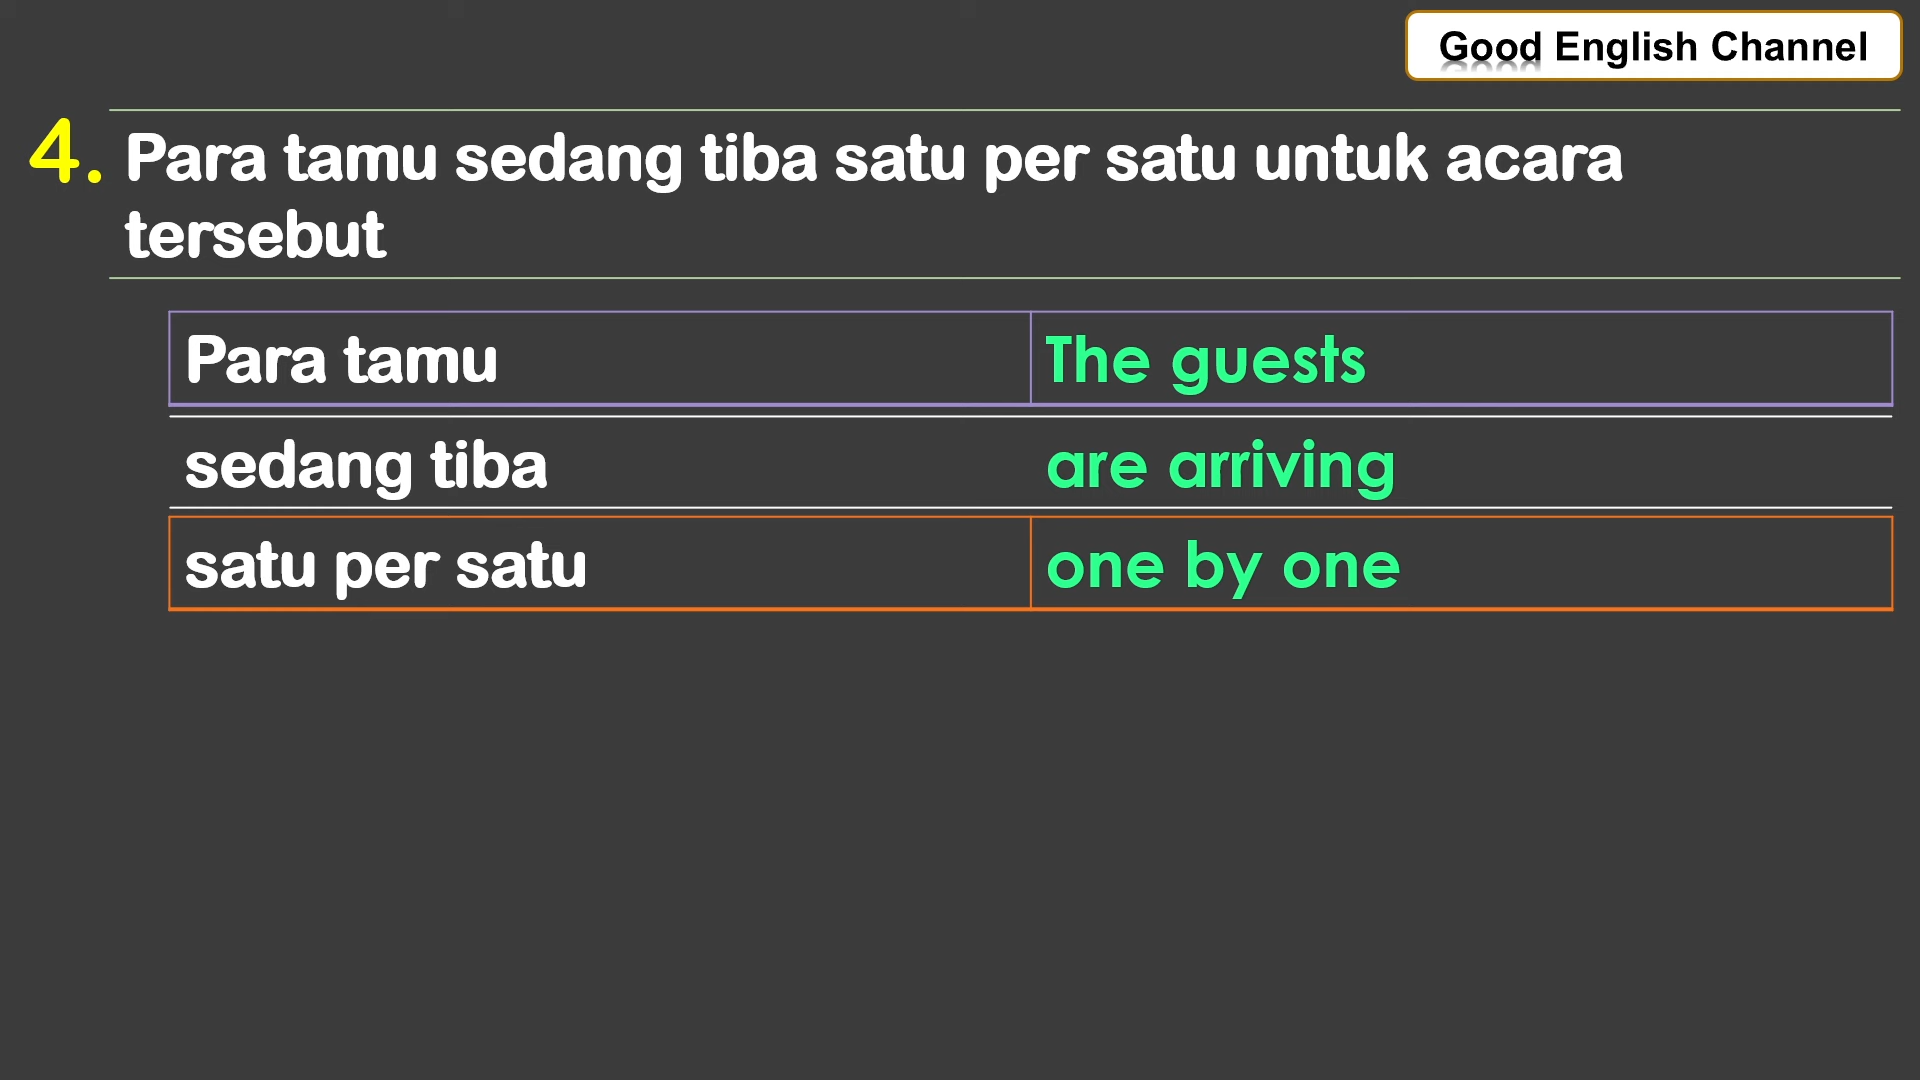 Good English Channel
4. Para tamu sedang tiba satu per satu untuk acara
tersebut
Para tamu The guests
sedang tiba are arriving
satu per satu one by one